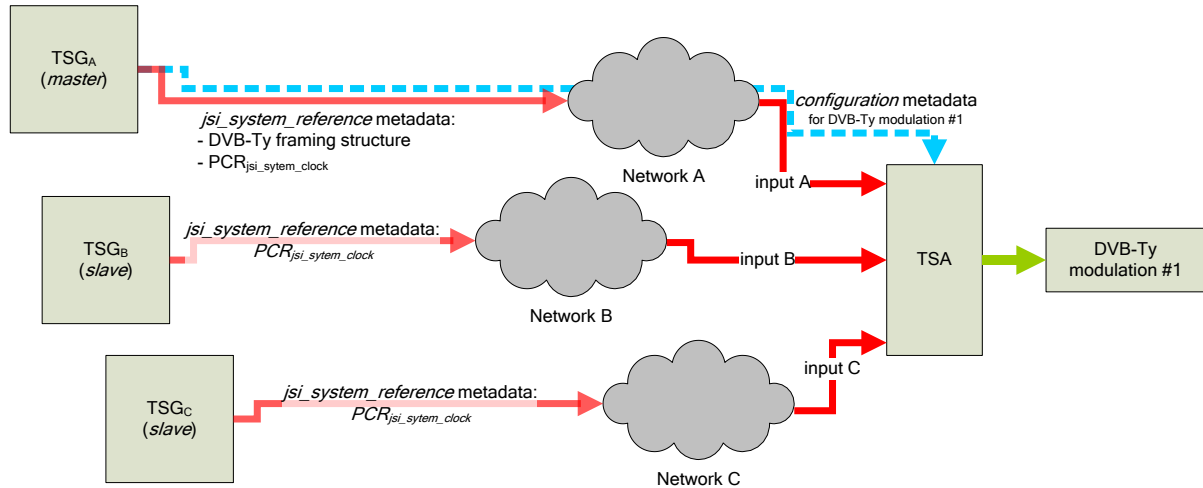 TSGA
(master)
jsi_system_reference metadata:
- DVB-Ty framing structure
- PCRjsi_sytem_clock
Network A
configuration metadata
for DVB-Ty modulation #1
input A
TSGB
(slave)
jsi_system_reference metadata:
PCRjsi_sytem_clock
Network B
input B
TSA
DVB-Ty
modulation #1
TSGC
(slave)
jsi_system_reference metadata:
PCRjsi_sytem_clock
Network C
input C